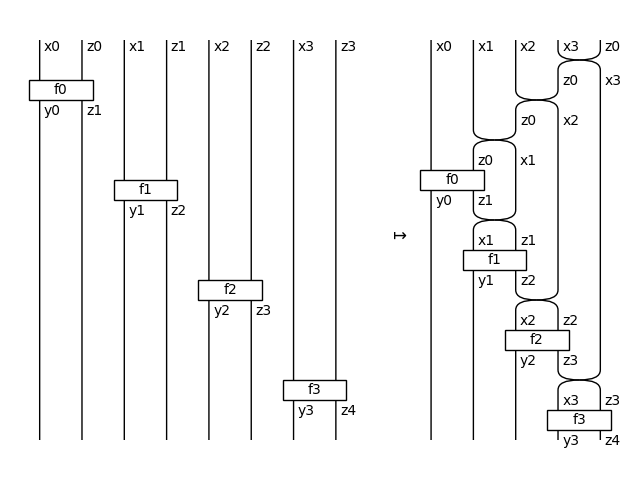 x0 z0 x1 z1 x2 z2 x3 z3 x0 x1 x2 x3 z0
z0 x3
f0
y0 z1
z0 x2
z0 x1
f0
f1
y0 z1
y1 z2
↦
x1 z1
f1
y1 z2
f2
y2 z3
x2 z2
f2
y2 z3
f3
x3 z3
y3 z4
f3
y3 z4